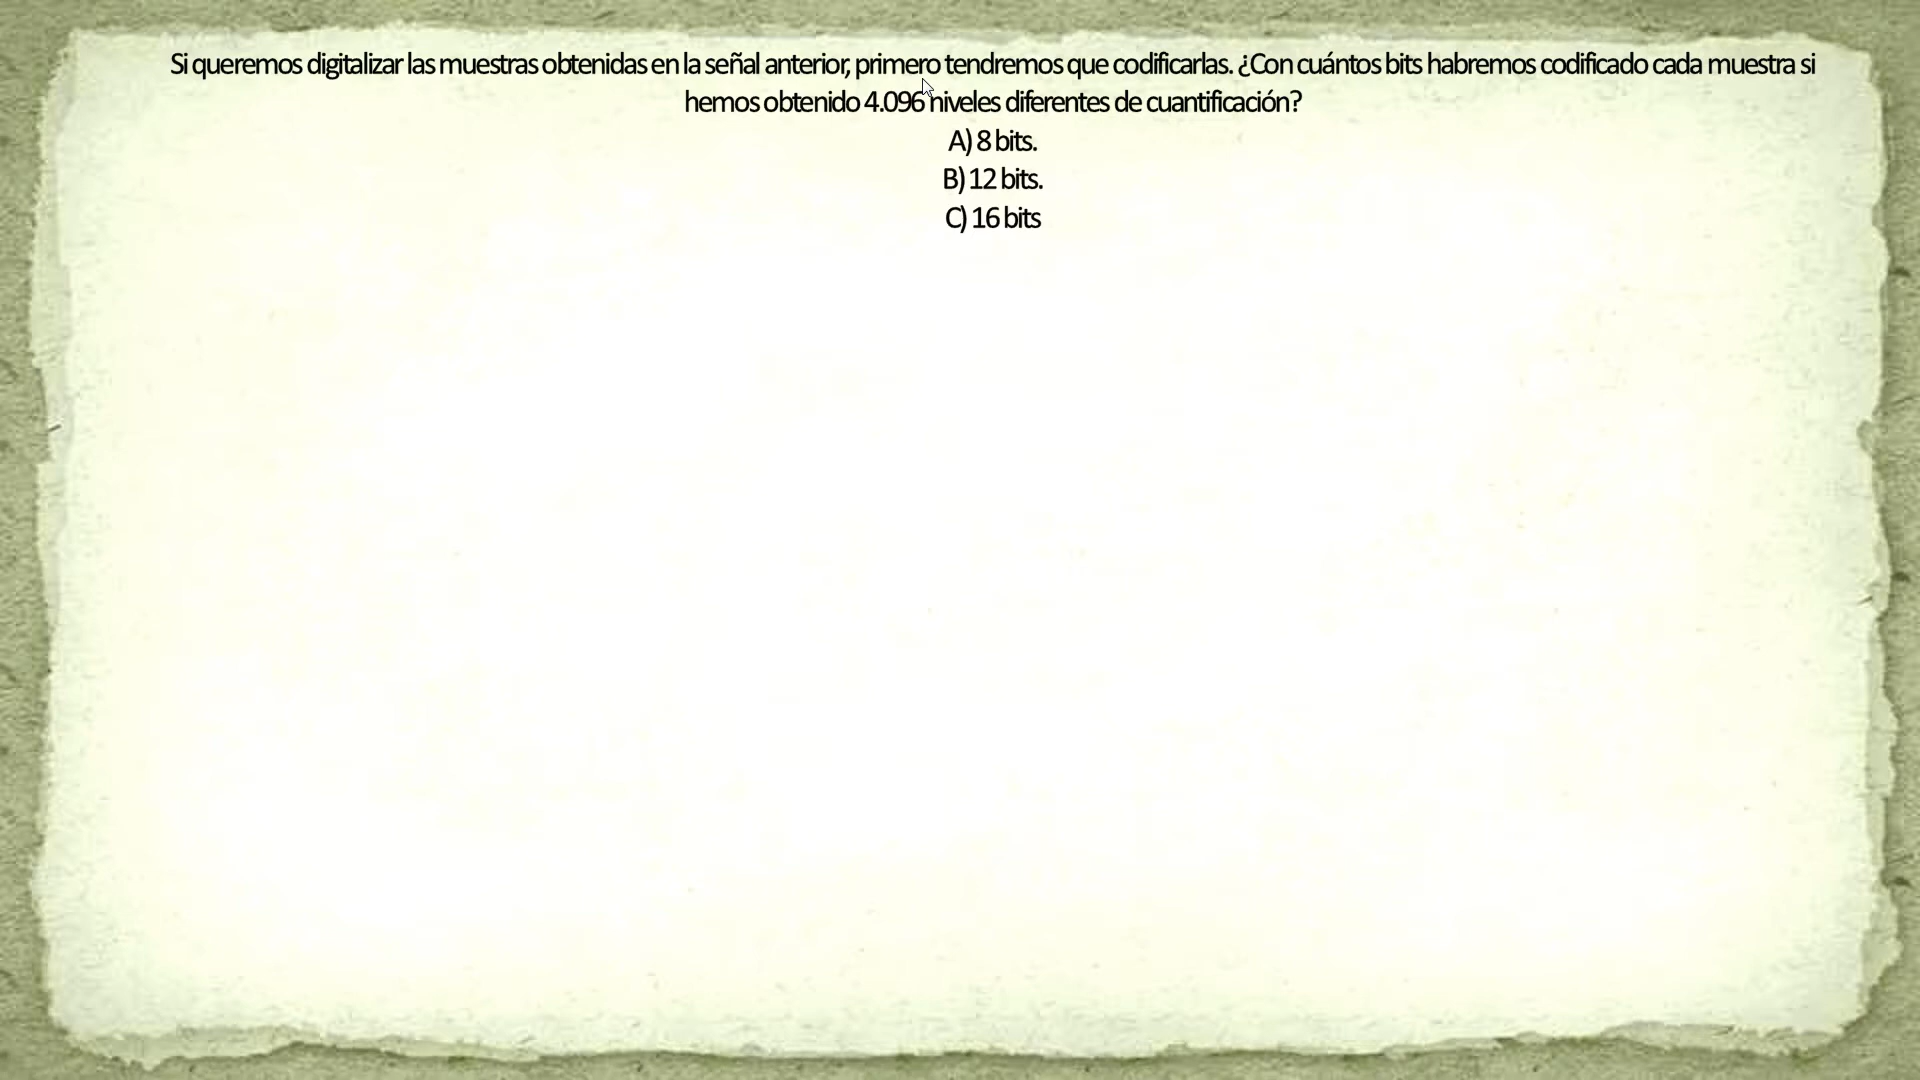 Si queremos digitalizar las muestras obtenidas en la señal anterior, primero tendremos que codificarlas. ¿Con cuántos bits habremos codificado cada muestra si
hemos obtenido 4.096 niveles diferentes de cuantificación?
A) 8 bits.
B) 12 bits.
C) 16 bits